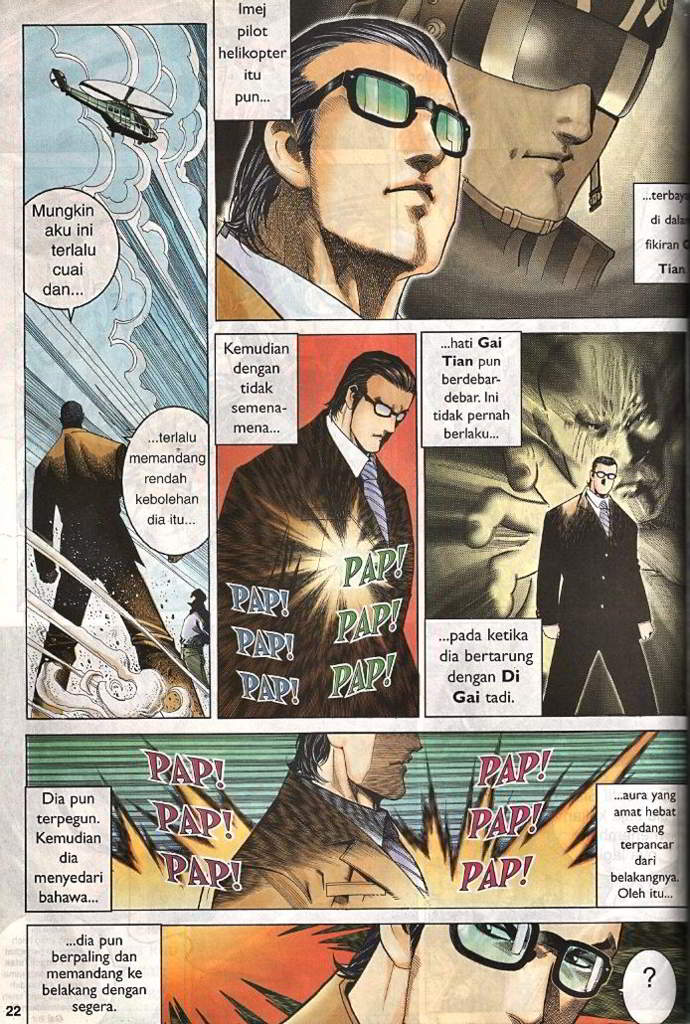 Imej
pilot
helikopter
itu
pun...
...terbaya
di dala
fikiran G
Tian
Mungkin
aku ini
terlalu
cuai
dan...
...terlalu
memandang
rendah
kebolehan
dia itu...
Kemudian
dengan
tidak
semena-
mena...
PAP!
PAP!
PAP!
PAP!
PAP!
PAP!
...hati Gai
Tian pun
berdebar-
debar. Ini
tidak pernah
berlaku...
...pada ketika
dia bertarung
dengan Di
Gai tadi.
Dia pun
terpegun.
Kemudian
dia
menyedari
bahawa...
PAP!
PAP!
PAP!
PAP!
PAP!
PAP!
...aura yang
amat hebat
sedang
terpancar
dari
belakangnya.
Oleh itu...
...dia pun
berpaling dan
memandang ke
belakang dengan
segera.
?
22